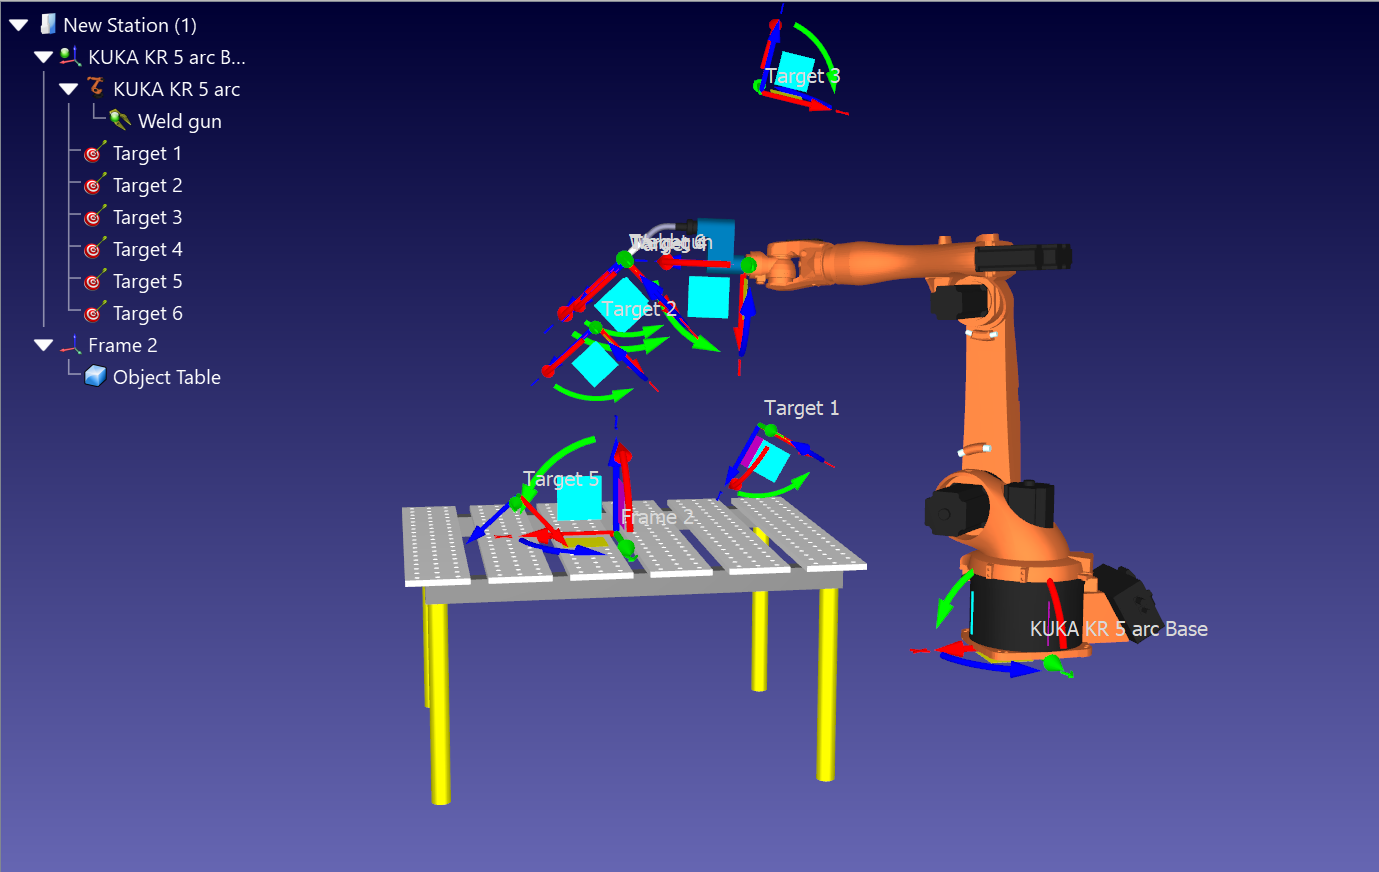 New Station (1)
KUKA KR 5 arc B...
KUKA KR 5 arc
Weld gun
Target 1
Target 2
Target 3
Target 4
Target 5
Target 6
Frame 2
Object Table
Target 3
Target 2
Target 1
Target 5
Frame 2
KUKA KR 5 arc Base